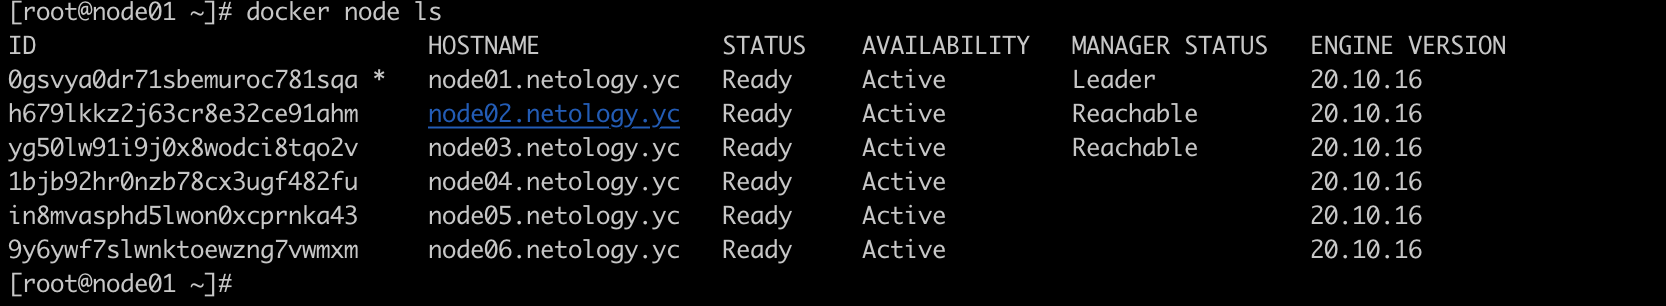 [root@node01 ~]# docker node ls
ID HOSTNAME STATUS AVAILABILITY MANAGER STATUS ENGINE VERSION
0gsvya0dr71sbemuroc781sqa * node01.netology.yc Ready Active Leader 20.10.16
h679lkkz2j63cr8e32ce91ahm node02.netology.yc Ready Active Reachable 20.10.16
yg50lw91i9j0x8wodci8tqo2v node03.netology.yc Ready Active Reachable 20.10.16
1bjb92hr0nzb78cx3ugf482fu node04.netology.yc Ready Active 20.10.16
in8mvasphd5lwon0xcprnka43 node05.netology.yc Ready Active 20.10.16
9y6ywf7slwnktoewzng7vwmxm node06.netology.yc Ready Active 20.10.16
[root@node01 ~]#